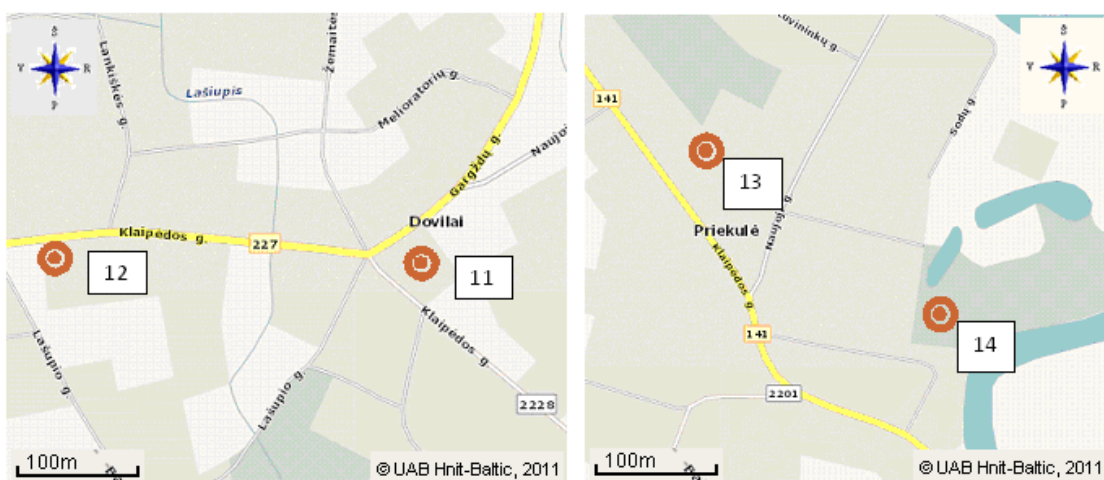 Š
V R
P
Lankiškės g.
Lašiupis
Žemaitės
Melioratorių g.
Gargždų g.
Naujoji
Dovilai
Klaipėdos g.
227
12
11
Klaipėdos g.
Lašupio g.
Lašupio g.
2228
100m
© UAB Hnit-Baltic, 2011
Š
V R
P
141
Sodų g.
13
Naujoji g.
Priekulė
Klaipėdos g.
141
14
2201
100m
© UAB Hnit-Baltic, 2011